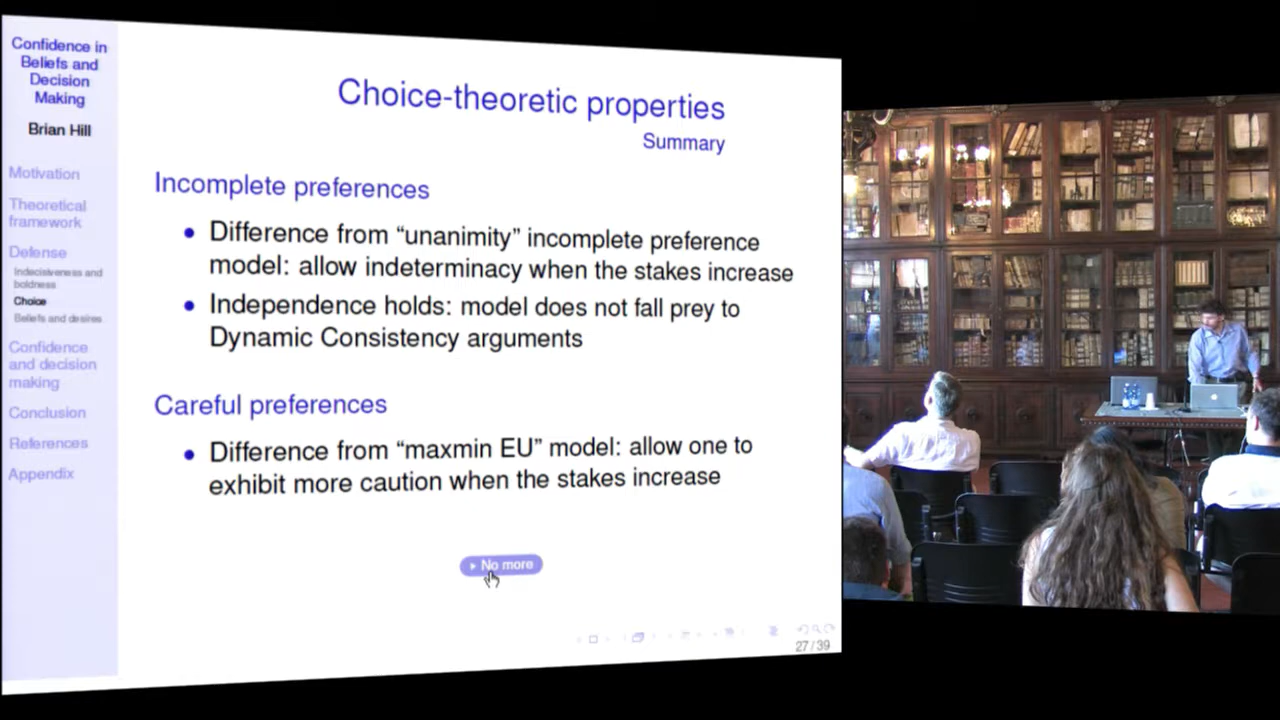 Confidence in
Beliefs and
Decision
Making
Brian Hill
Motivation
Theoretical
framework
Defense
Indecisiveness and
boldness
Choice
Beliefs and desires
Confidence
and decision
making
Conclusion
References
Appendix
Choice-theoretic properties
Summary
Incomplete preferences
• Difference from “unanimity” incomplete preference
model: allow indeterminacy when the stakes increase
• Independence holds: model does not fall prey to
Dynamic Consistency arguments
Careful preferences
• Difference from “maxmin EU” model: allow one to
exhibit more caution when the stakes increase
No more
27/39